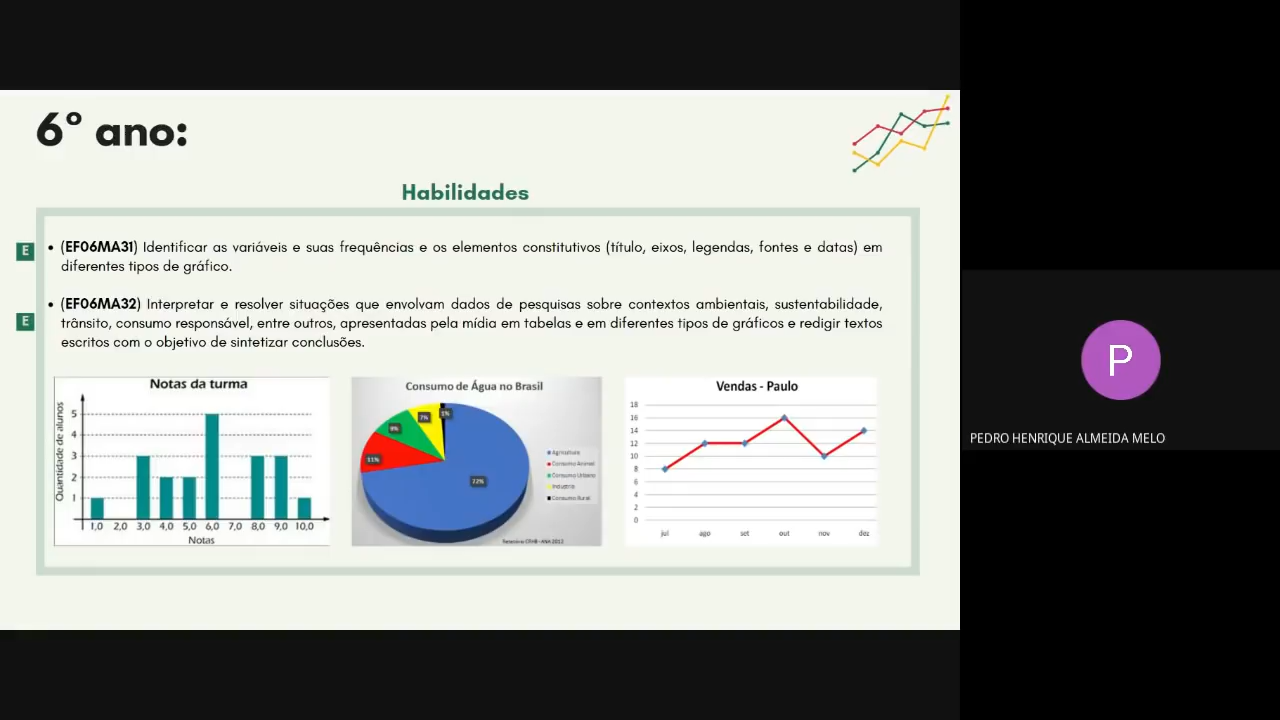 6º ano:
Habilidades
E
• (EF06MA31) Identificar as variáveis e suas frequências e os elementos constitutivos (título, eixos, legendas, fontes e datas) em
diferentes tipos de gráfico.
E
• (EF06MA32) Interpretar e resolver situações que envolvam dados de pesquisas sobre contextos ambientais, sustentabilidade,
trânsito, consumo responsável, entre outros, apresentadas pela mídia em tabelas e em diferentes tipos de gráficos e redigir textos
escritos com o objetivo de sintetizar conclusões.
Notas da turma
Quantidade de alunos
5
4
3
2
1
1,0 2,0 3,0 4,0 5,0 6,0 7,0 8,0 9,0 10,0
Notas
Consumo de Água no Brasil
1%
7%
9%
11%
72%
Agricultura
Consumo Animal
Consumo Urbano
Indústria
Consumo Rural
Vendas - Paulo
18
16
14
12
10
8
6
4
2
0
jul ago set out nov dez
P
PEDRO HENRIQUE ALMEIDA MELO